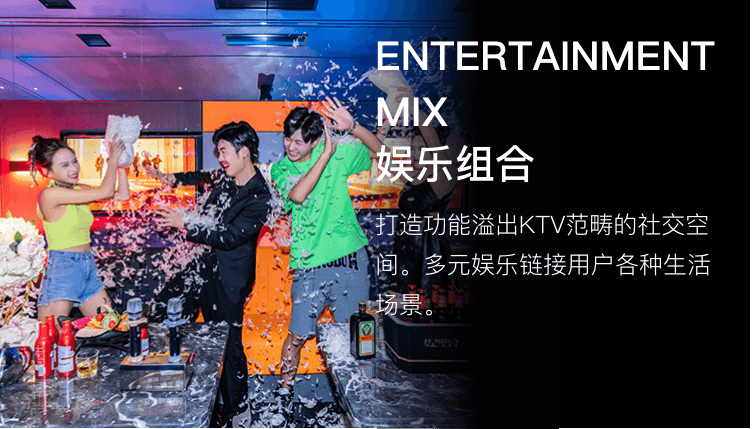 ENTERTAINMENT
MIX
娱乐组合
打造功能溢出KTV范畴的社交空
间。多元娱乐链接用户各种生活
场景。